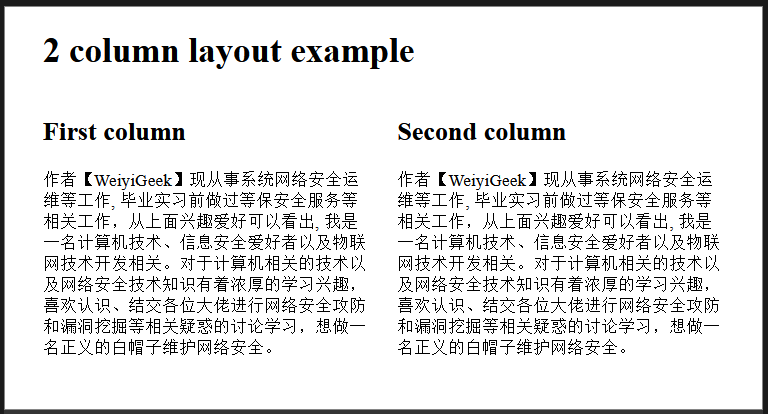 2 column layout example
First column
作者【WeiyiGeek】现从事系统网络安全运
维等工作, 毕业实习前做过等保安全服务等
相关工作，从上面兴趣爱好可以看出, 我是
一名计算机技术、信息安全爱好者以及物联
网技术开发相关。对于计算机相关的技术以
及网络安全技术知识有着浓厚的学习兴趣，
喜欢认识、结交各位大佬进行网络安全攻防
和漏洞挖掘等相关疑惑的讨论学习，想做一
名正义的白帽子维护网络安全。
Second column
作者【WeiyiGeek】现从事系统网络安全运
维等工作, 毕业实习前做过等保安全服务等
相关工作，从上面兴趣爱好可以看出, 我是
一名计算机技术、信息安全爱好者以及物联
网技术开发相关。对于计算机相关的技术以
及网络安全技术知识有着浓厚的学习兴趣，
喜欢认识、结交各位大佬进行网络安全攻防
和漏洞挖掘等相关疑惑的讨论学习，想做一
名正义的白帽子维护网络安全。